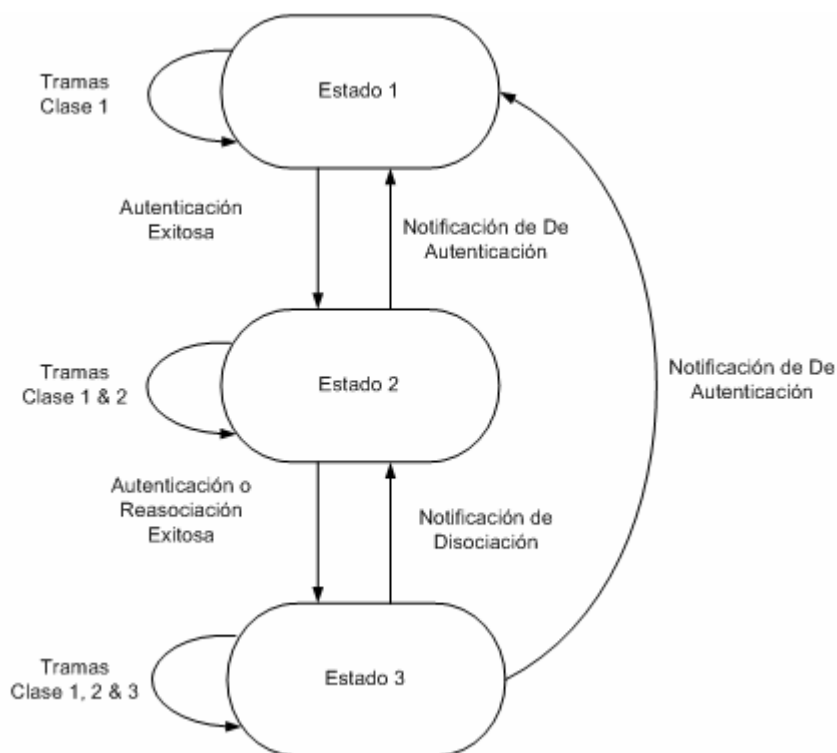 Estado 1
Tramas
Clase 1
Autenticación
Exitosa
Notificación de De
Autenticación
Estado 2
Tramas
Clase 1 & 2
Notificación de De
Autenticación
Autenticación o
Reasociación
Exitosa
Notificación de
Disociación
Estado 3
Tramas
Clase 1, 2 & 3